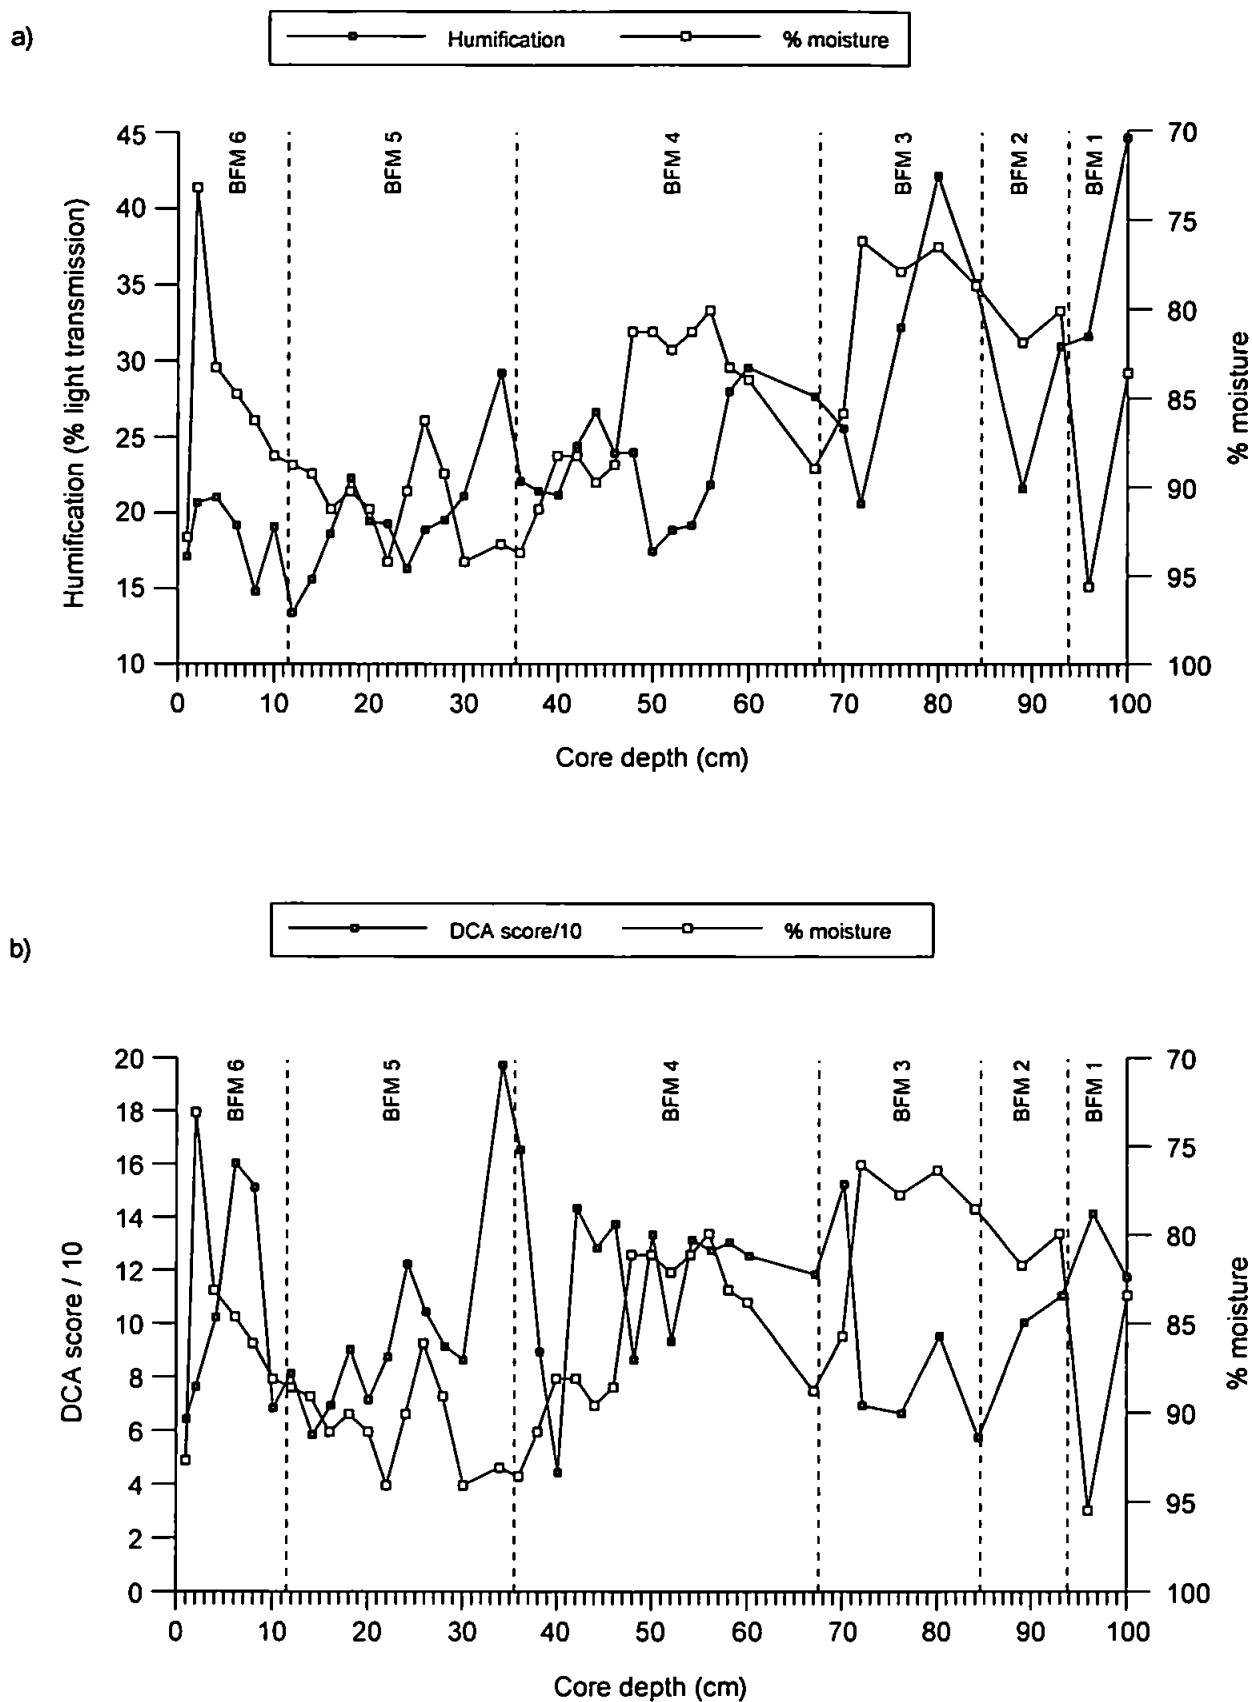 a)
Humification % moisture
BFM 6 BFM 5 BFM 4 BFM 3 BFM 2 BFM 1
45 40 35 30 25 20 15 10
Humification (% light transmission)
70 75 80 85 90 95 100
% moisture
0 10 20 30 40 50 60 70 80 90 100
Core depth (cm)
b)
DCA score/10 % moisture
BFM 6 BFM 5 BFM 4 BFM 3 BFM 2 BFM 1
20 18 16 14 12 10 8 6 4 2 0
DCA score / 10
70 75 80 85 90 95 100
% moisture
0 10 20 30 40 50 60 70 80 90 100
Core depth (cm)